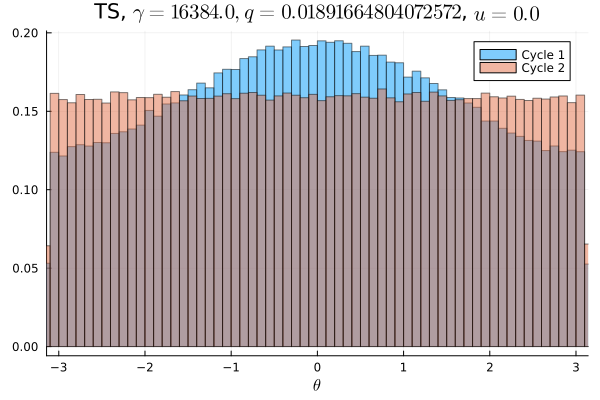 TS, γ = 16384.0, q = 0.01891664804072572, u = 0.0
0.20
Cycle 1
Cycle 2
0.15
0.10
0.05
0.00
−3 −2 −1 0 1 2 3
θ